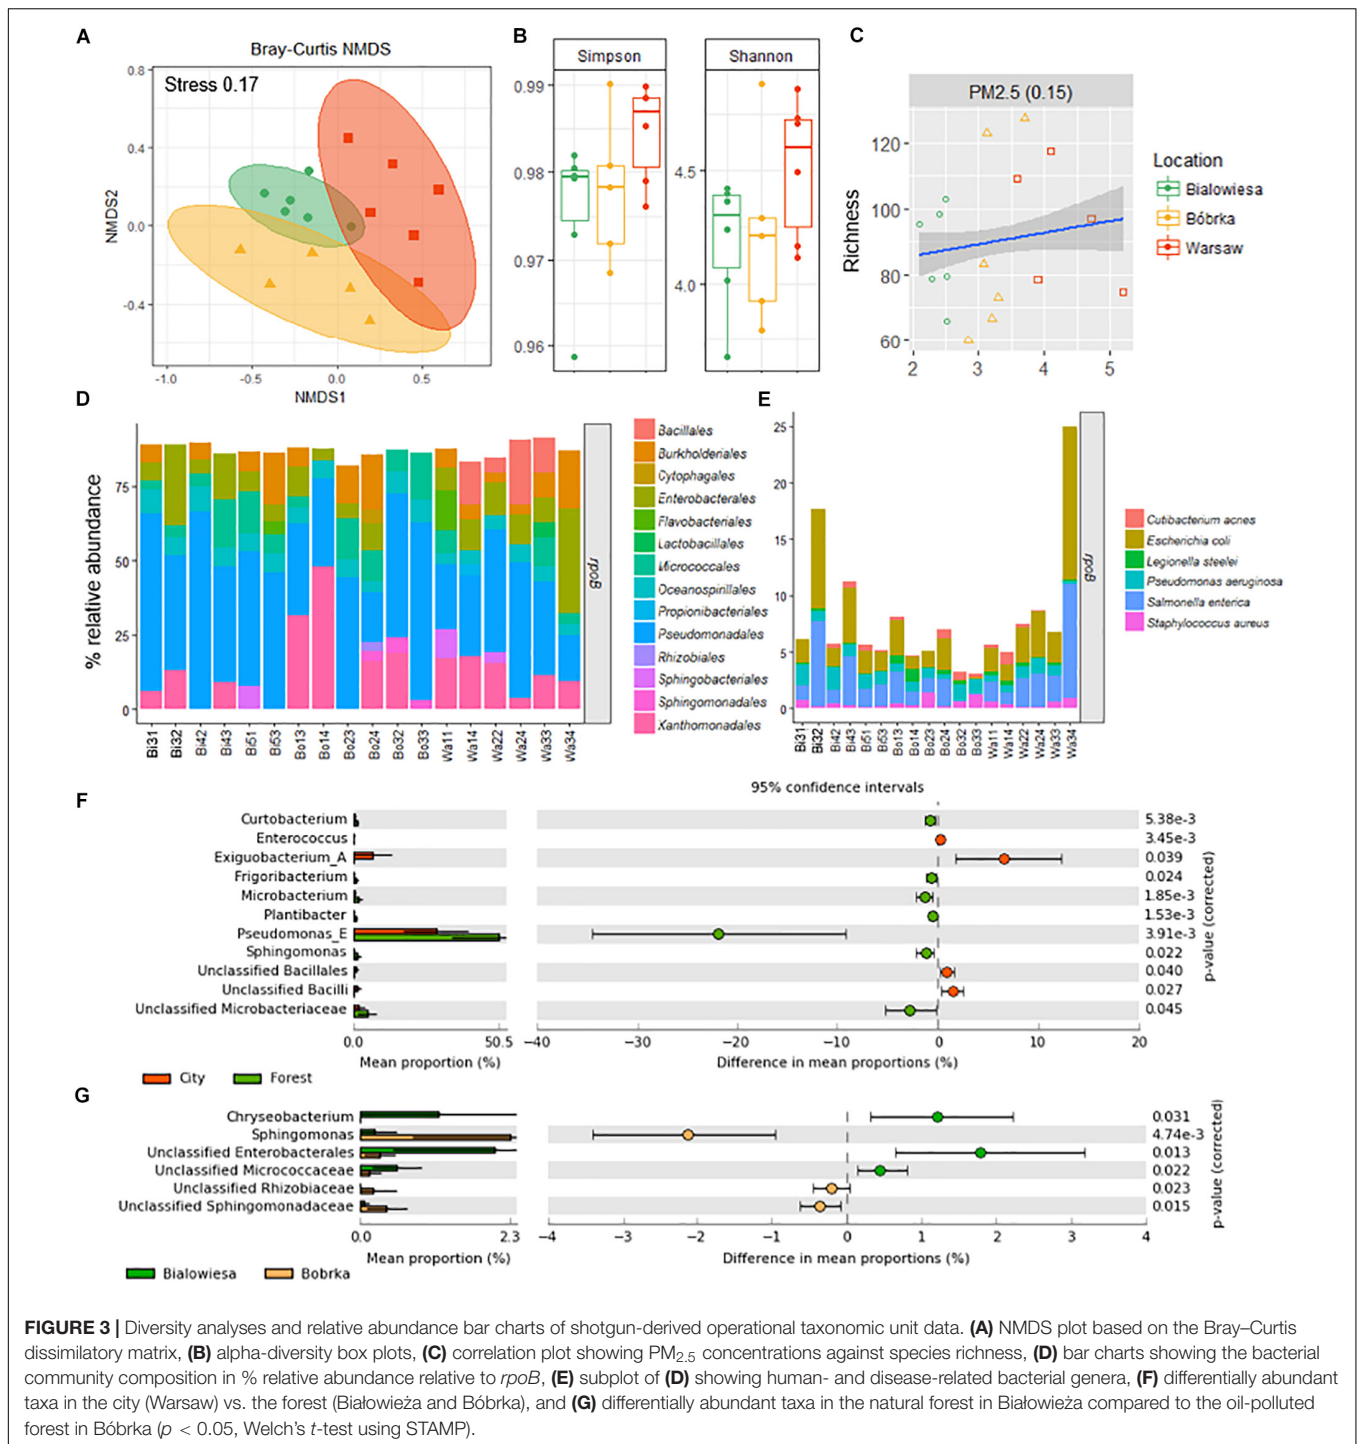 A
Bray-Curtis NMDS
Stress 0.17
0.8
0.4
0.0
-0.4
NMDS2
-1.0 -0.5 0.0 0.5
NMDS1
B
Simpson
0.99
0.98
0.97
0.96
Shannon
4.5
4.0
C
PM2.5 (0.15)
Richness
120
100
80
60
2 3 4 5
Location
Bialowiesa
Bóbrka
Warsaw
D
% relative abundance
75
50
25
0
rpoB
Bi31 Bi32 Bi42 Bi43 Bi51 Bi53 Bo13 Bo14 Bo23 Bo24 Bo32 Bo33 Wa11 Wa14 Wa22 Wa24 Wa33 Wa34
Bacillales
Burkholderiales
Cytophagales
Enterobacterales
Flavobacteriales
Lactobacillales
Micrococcales
Oceanospirillales
Propionibacteriales
Pseudomonadales
Rhizobiales
Sphingobacteriales
Sphingomonadales
Xanthomonadales
E
25
20
15
10
5
0
rpoB
Bi31 Bi32 Bi42 Bi43 Bi51 Bi53 Bo13 Bo14 Bo23 Bo24 Bo32 Bo33 Wa11 Wa14 Wa22 Wa24 Wa33 Wa34
Cutibacterium acnes
Escherichia coli
Legionella steelei
Pseudomonas aeruginosa
Salmonella enterica
Staphylococcus aureus
F
95% confidence intervals
Curtobacterium 5.38e-3
Enterococcus 3.45e-3
Exiguobacterium_A 0.039
Frigoribacterium 0.024
Microbacterium 1.85e-3
Plantibacter 1.53e-3
Pseudomonas_E 3.91e-3
Sphingomonas 0.022
Unclassified Bacillales 0.040
Unclassified Bacilli 0.027
Unclassified Microbacteriaceae 0.045
p-value (corrected)
0.0 50.5 −40 −30 −20 −10 0 10 20
Mean proportion (%) Difference in mean proportions (%)
City Forest
G
Chryseobacterium 0.031
Sphingomonas 4.74e-3
Unclassified Enterobacterales 0.013
Unclassified Micrococcaceae 0.022
Unclassified Rhizobiaceae 0.023
Unclassified Sphingomonadaceae 0.015
p-value (corrected)
0.0 2.3 −4 −3 −2 −1 0 1 2 3 4
Mean proportion (%) Difference in mean proportions (%)
Bialowiesa Bobrka
FIGURE 3 | Diversity analyses and relative abundance bar charts of shotgun-derived operational taxonomic unit data. (A) NMDS plot based on the Bray–Curtis
dissimilatory matrix, (B) alpha-diversity box plots, (C) correlation plot showing PM2.5 concentrations against species richness, (D) bar charts showing the bacterial
community composition in % relative abundance relative to rpoB, (E) subplot of (D) showing human- and disease-related bacterial genera, (F) differentially abundant
taxa in the city (Warsaw) vs. the forest (Białowieża and Bóbrka), and (G) differentially abundant taxa in the natural forest in Białowieża compared to the oil-polluted
forest in Bóbrka (p < 0.05, Welch's t-test using STAMP).